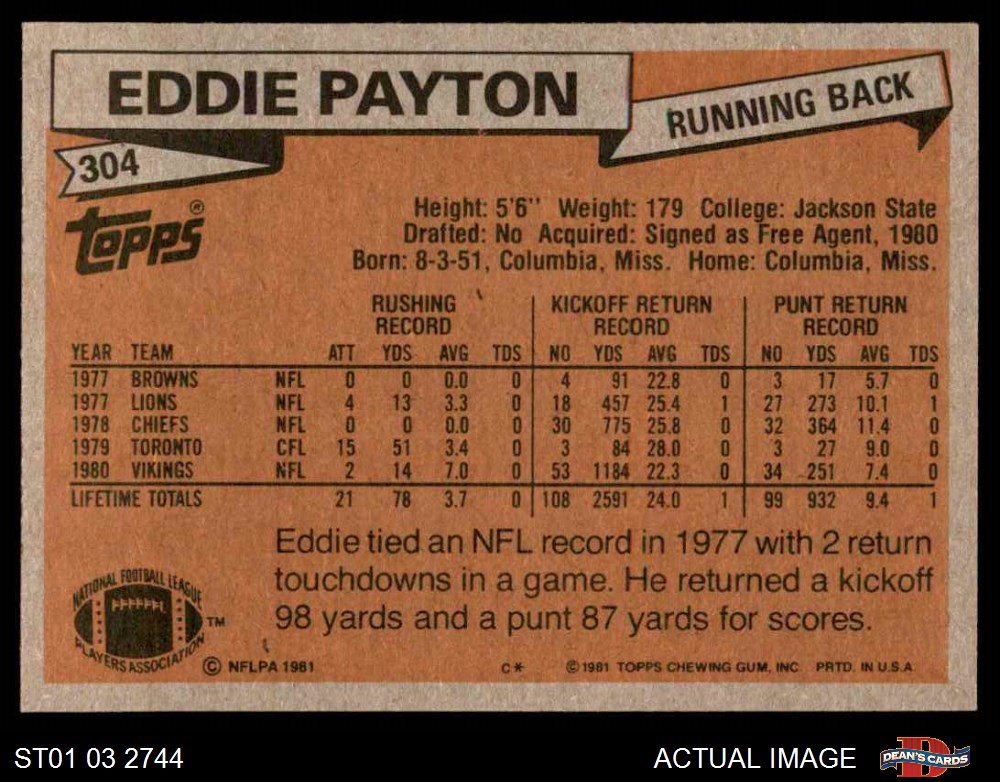 EDDIE PAYTON
RUNNING BACK
304
Topps®
Height: 5'6" Weight: 179 College: Jackson State
Drafted: No Acquired: Signed as Free Agent, 1980
Born: 8-3-51, Columbia, Miss. Home: Columbia, Miss.
RUSHING RECORD KICKOFF RETURN RECORD PUNT RETURN RECORD
YEAR TEAM ATT YDS AVG TDS NO YDS AVG TDS NO YDS AVG TDS
1977 BROWNS NFL 0 0 0.0 0 4 91 22.8 0 3 17 5.7 0
1977 LIONS NFL 4 13 3.3 0 18 457 25.4 1 27 273 10.1 1
1978 CHIEFS NFL 0 0 0.0 0 30 775 25.8 0 32 364 11.4 0
1979 TORONTO CFL 15 51 3.4 0 3 84 28.0 0 3 27 9.0 0
1980 VIKINGS NFL 2 14 7.0 0 53 1184 22.3 0 34 251 7.4 0
LIFETIME TOTALS 21 78 3.7 0 108 2591 24.0 1 99 932 9.4 1
Eddie tied an NFL record in 1977 with 2 return
touchdowns in a game. He returned a kickoff
98 yards and a punt 87 yards for scores.
NATIONAL FOOTBALL LEAGUE
PLAYERS ASSOCIATION
TM
© NFLPA 1981 C* © 1981 TOPPS CHEWING GUM, INC. PRTD. IN U.S.A.
ST01 03 2744 ACTUAL IMAGE D DEAN'S CARDS